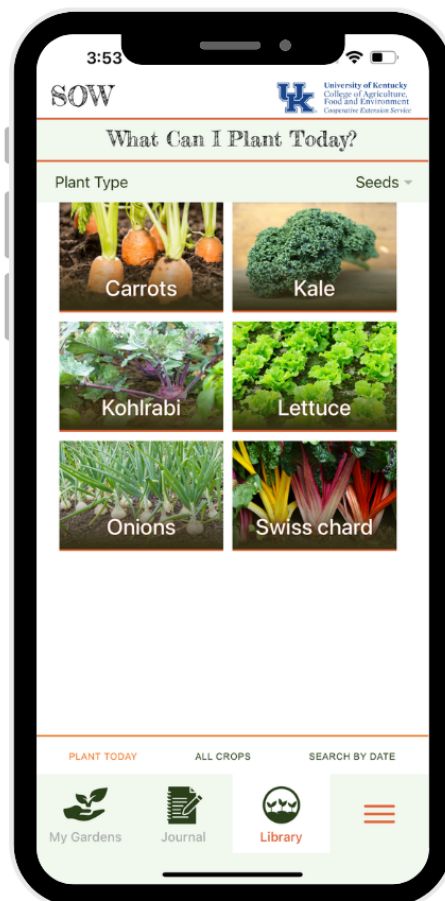 3:53
SOW
UK
University of Kentucky
College of Agriculture,
Food and Environment
Cooperative Extension Service
What Can I Plant Today?
Plant Type
Seeds
Carrots
Kale
Kohlrabi
Lettuce
Onions
Swiss chard
PLANT TODAY
ALL CROPS
SEARCH BY DATE
My Gardens
Journal
Library